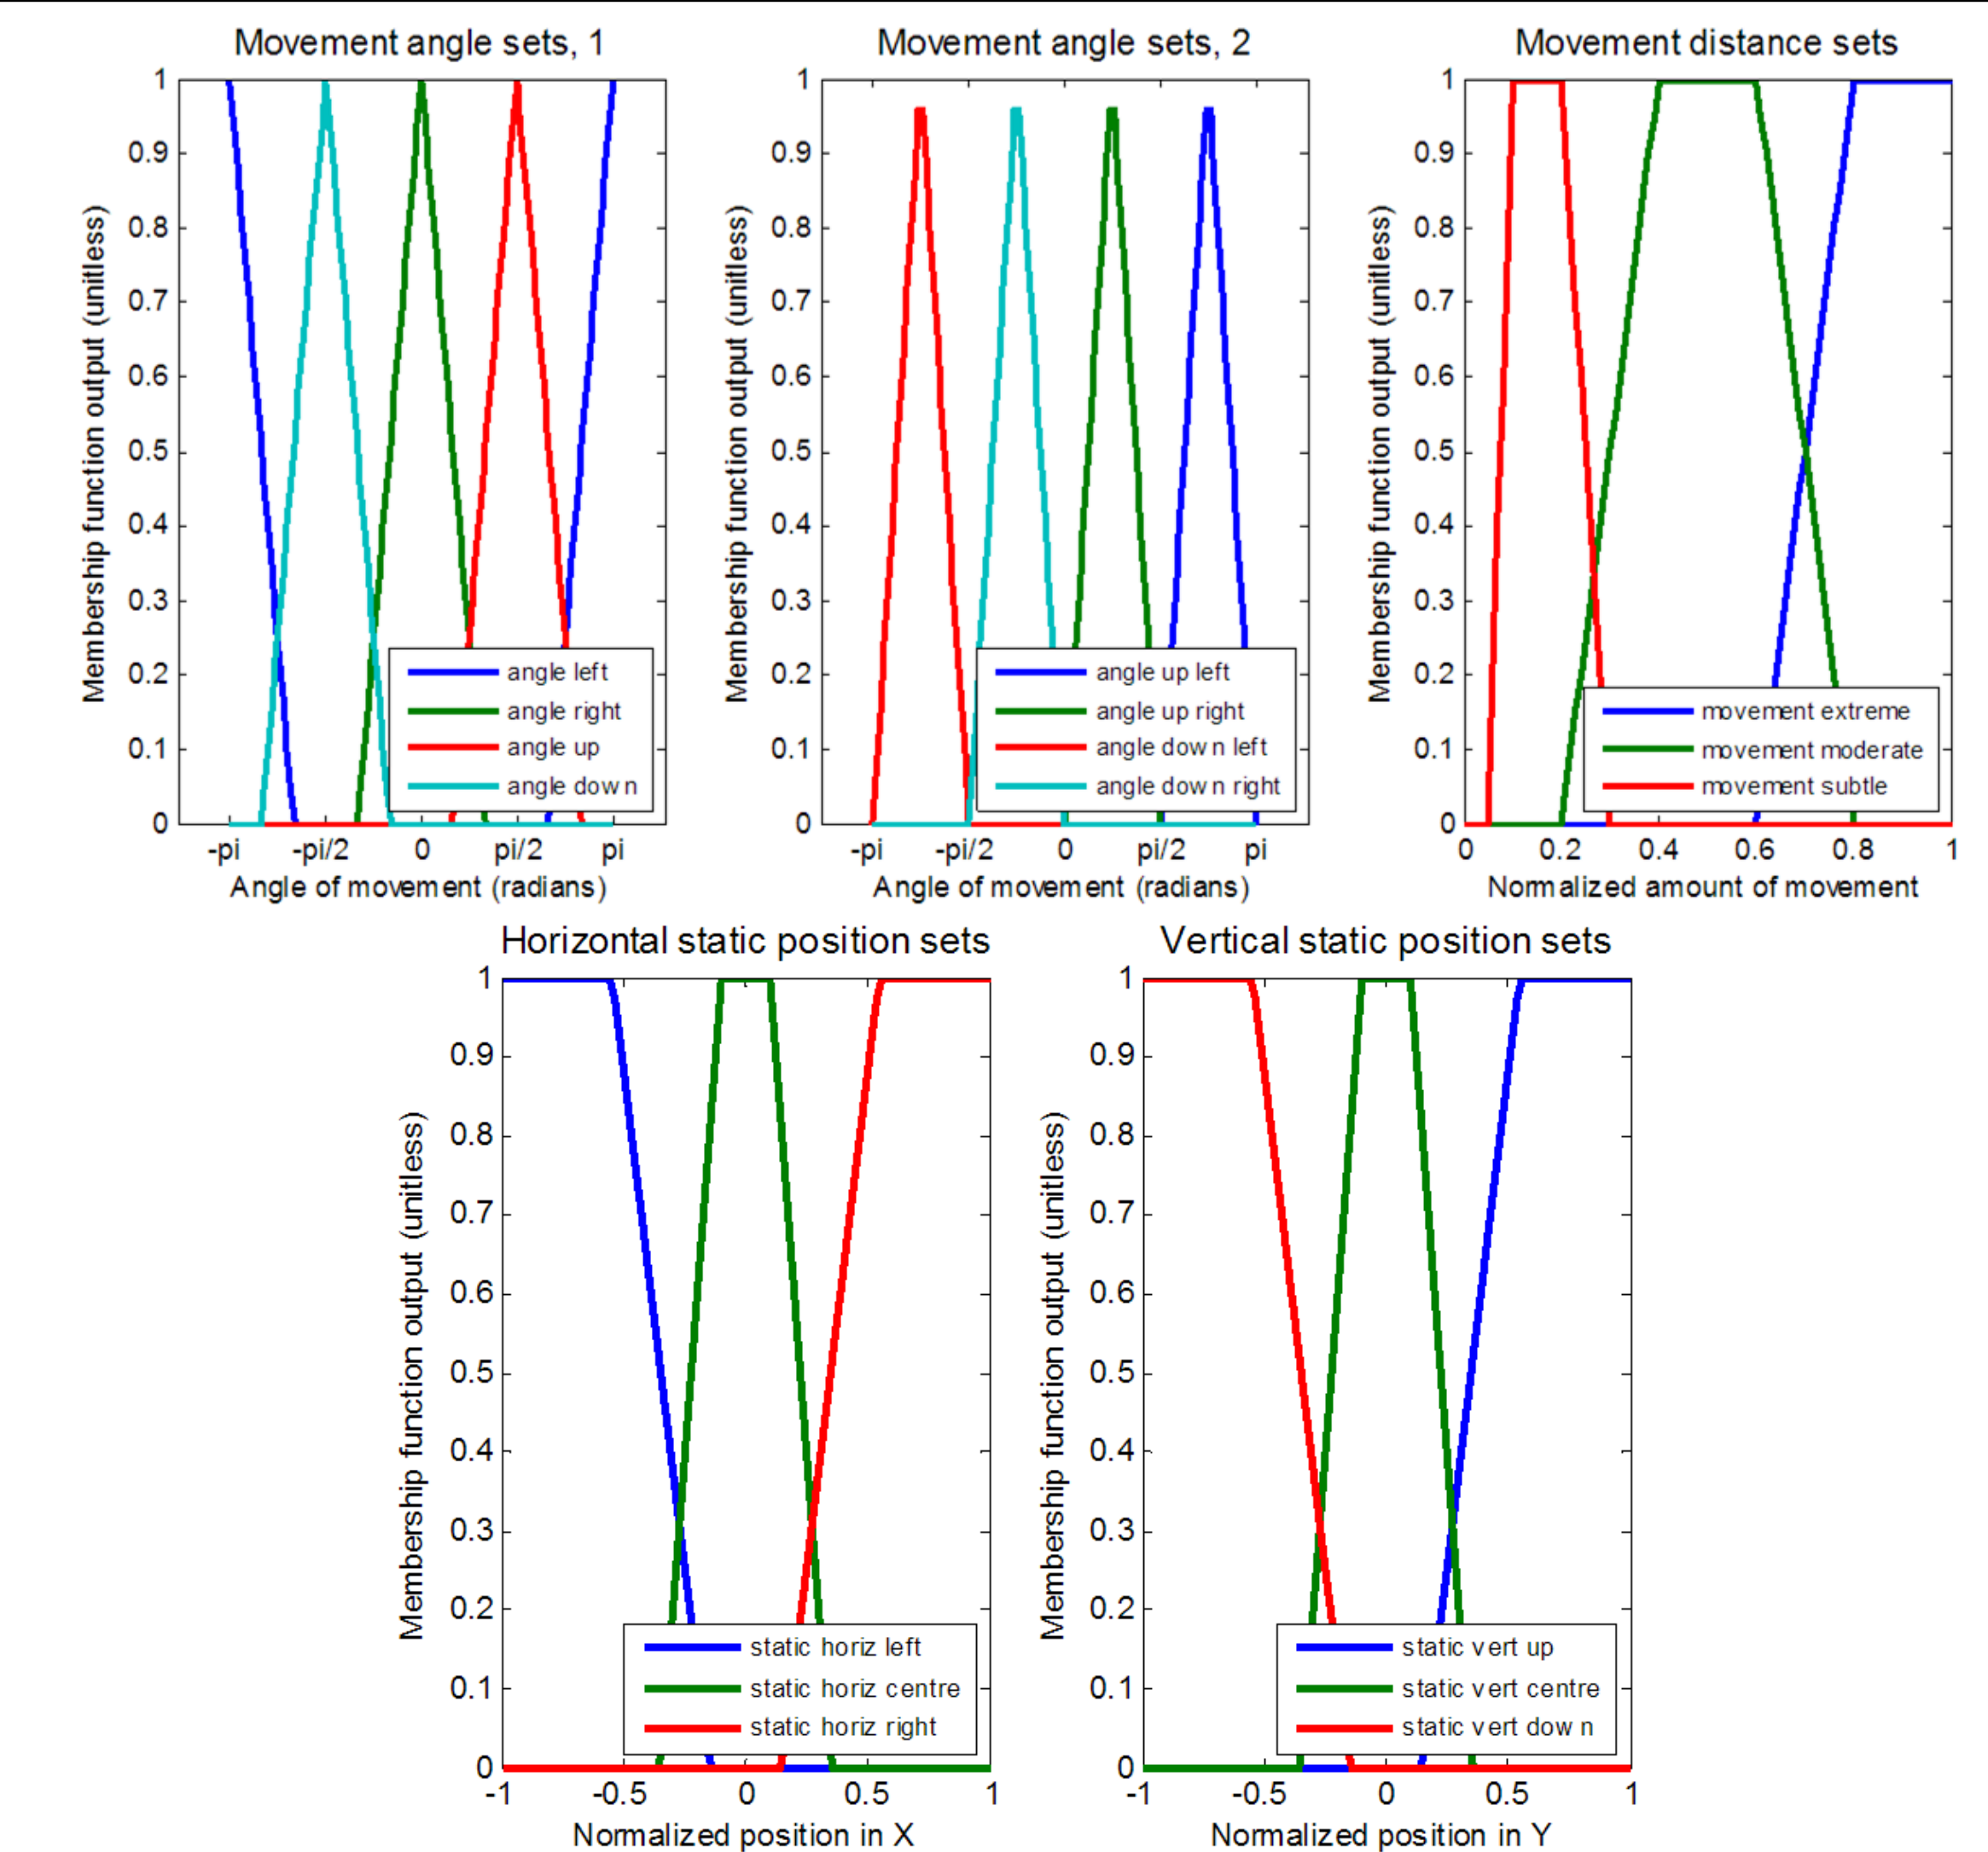 Movement angle sets, 1
Membership function output (unitless)
1
0.9
0.8
0.7
0.6
0.5
0.4
0.3
0.2
0.1
0
angle left
angle right
angle up
angle down
-pi -pi/2 0 pi/2 pi
Angle of movement (radians)
Movement angle sets, 2
Membership function output (unitless)
1
0.9
0.8
0.7
0.6
0.5
0.4
0.3
0.2
0.1
0
angle up left
angle up right
angle down left
angle down right
-pi -pi/2 0 pi/2 pi
Angle of movement (radians)
Movement distance sets
Membership function output (unitless)
1
0.9
0.8
0.7
0.6
0.5
0.4
0.3
0.2
0.1
0
movement extreme
movement moderate
movement subtle
0 0.2 0.4 0.6 0.8 1
Normalized amount of movement
Horizontal static position sets
Membership function output (unitless)
1
0.9
0.8
0.7
0.6
0.5
0.4
0.3
0.2
0.1
0
static horiz left
static horiz centre
static horiz right
-1 -0.5 0 0.5 1
Normalized position in X
Vertical static position sets
Membership function output (unitless)
1
0.9
0.8
0.7
0.6
0.5
0.4
0.3
0.2
0.1
0
static vert up
static vert centre
static vert down
-1 -0.5 0 0.5 1
Normalized position in Y